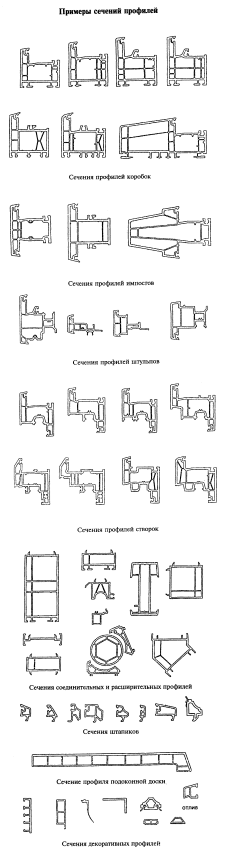 Примеры сечений профилей
Сечения профилей коробок
Сечения профилей импостов
Сечения профилей штульпов
Сечения профилей створок
Сечения соединительных и расширительных профилей
Сечения штапиков
Сечение профиля подоконной доски
отлив
Сечения декоративных профилей